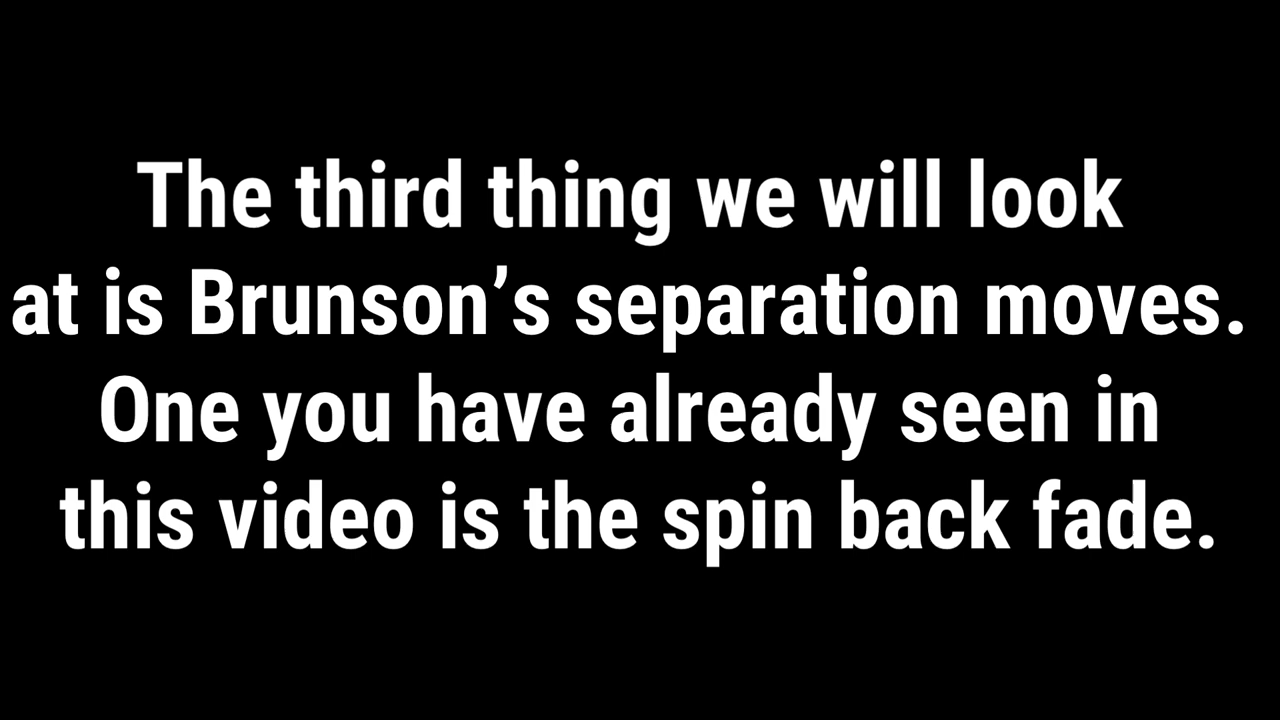 The third thing we will look
at is Brunson’s separation moves.
One you have already seen in
this video is the spin back fade.